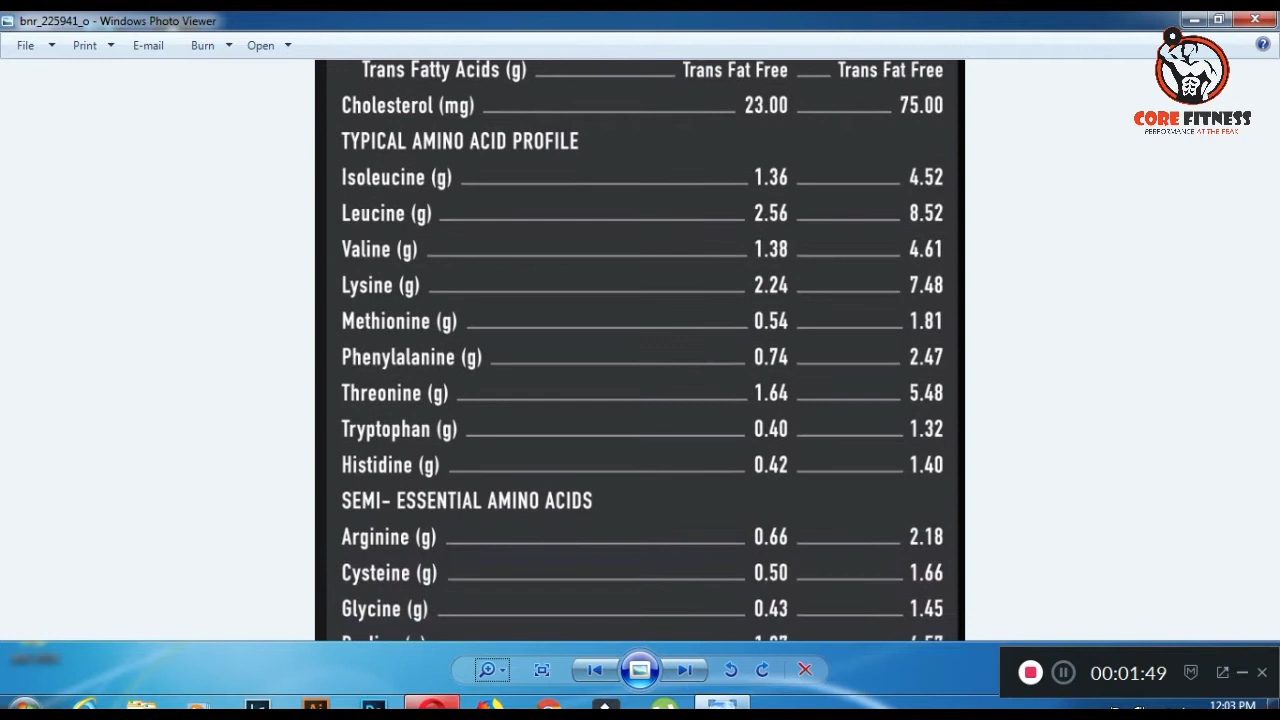 bnr_225941_o - Windows Photo Viewer
File Print E-mail Burn Open
CORE FITNESS
PERFORMANCE AT THE PEAK
Trans Fatty Acids (g) Trans Fat Free Trans Fat Free
Cholesterol (mg) 23.00 75.00
TYPICAL AMINO ACID PROFILE
Isoleucine (g) 1.36 4.52
Leucine (g) 2.56 8.52
Valine (g) 1.38 4.61
Lysine (g) 2.24 7.48
Methionine (g) 0.54 1.81
Phenylalanine (g) 0.74 2.47
Threonine (g) 1.64 5.48
Tryptophan (g) 0.40 1.32
Histidine (g) 0.42 1.40
SEMI- ESSENTIAL AMINO ACIDS
Arginine (g) 0.66 2.18
Cysteine (g) 0.50 1.66
Glycine (g) 0.43 1.45
00:01:49
12:03 PM